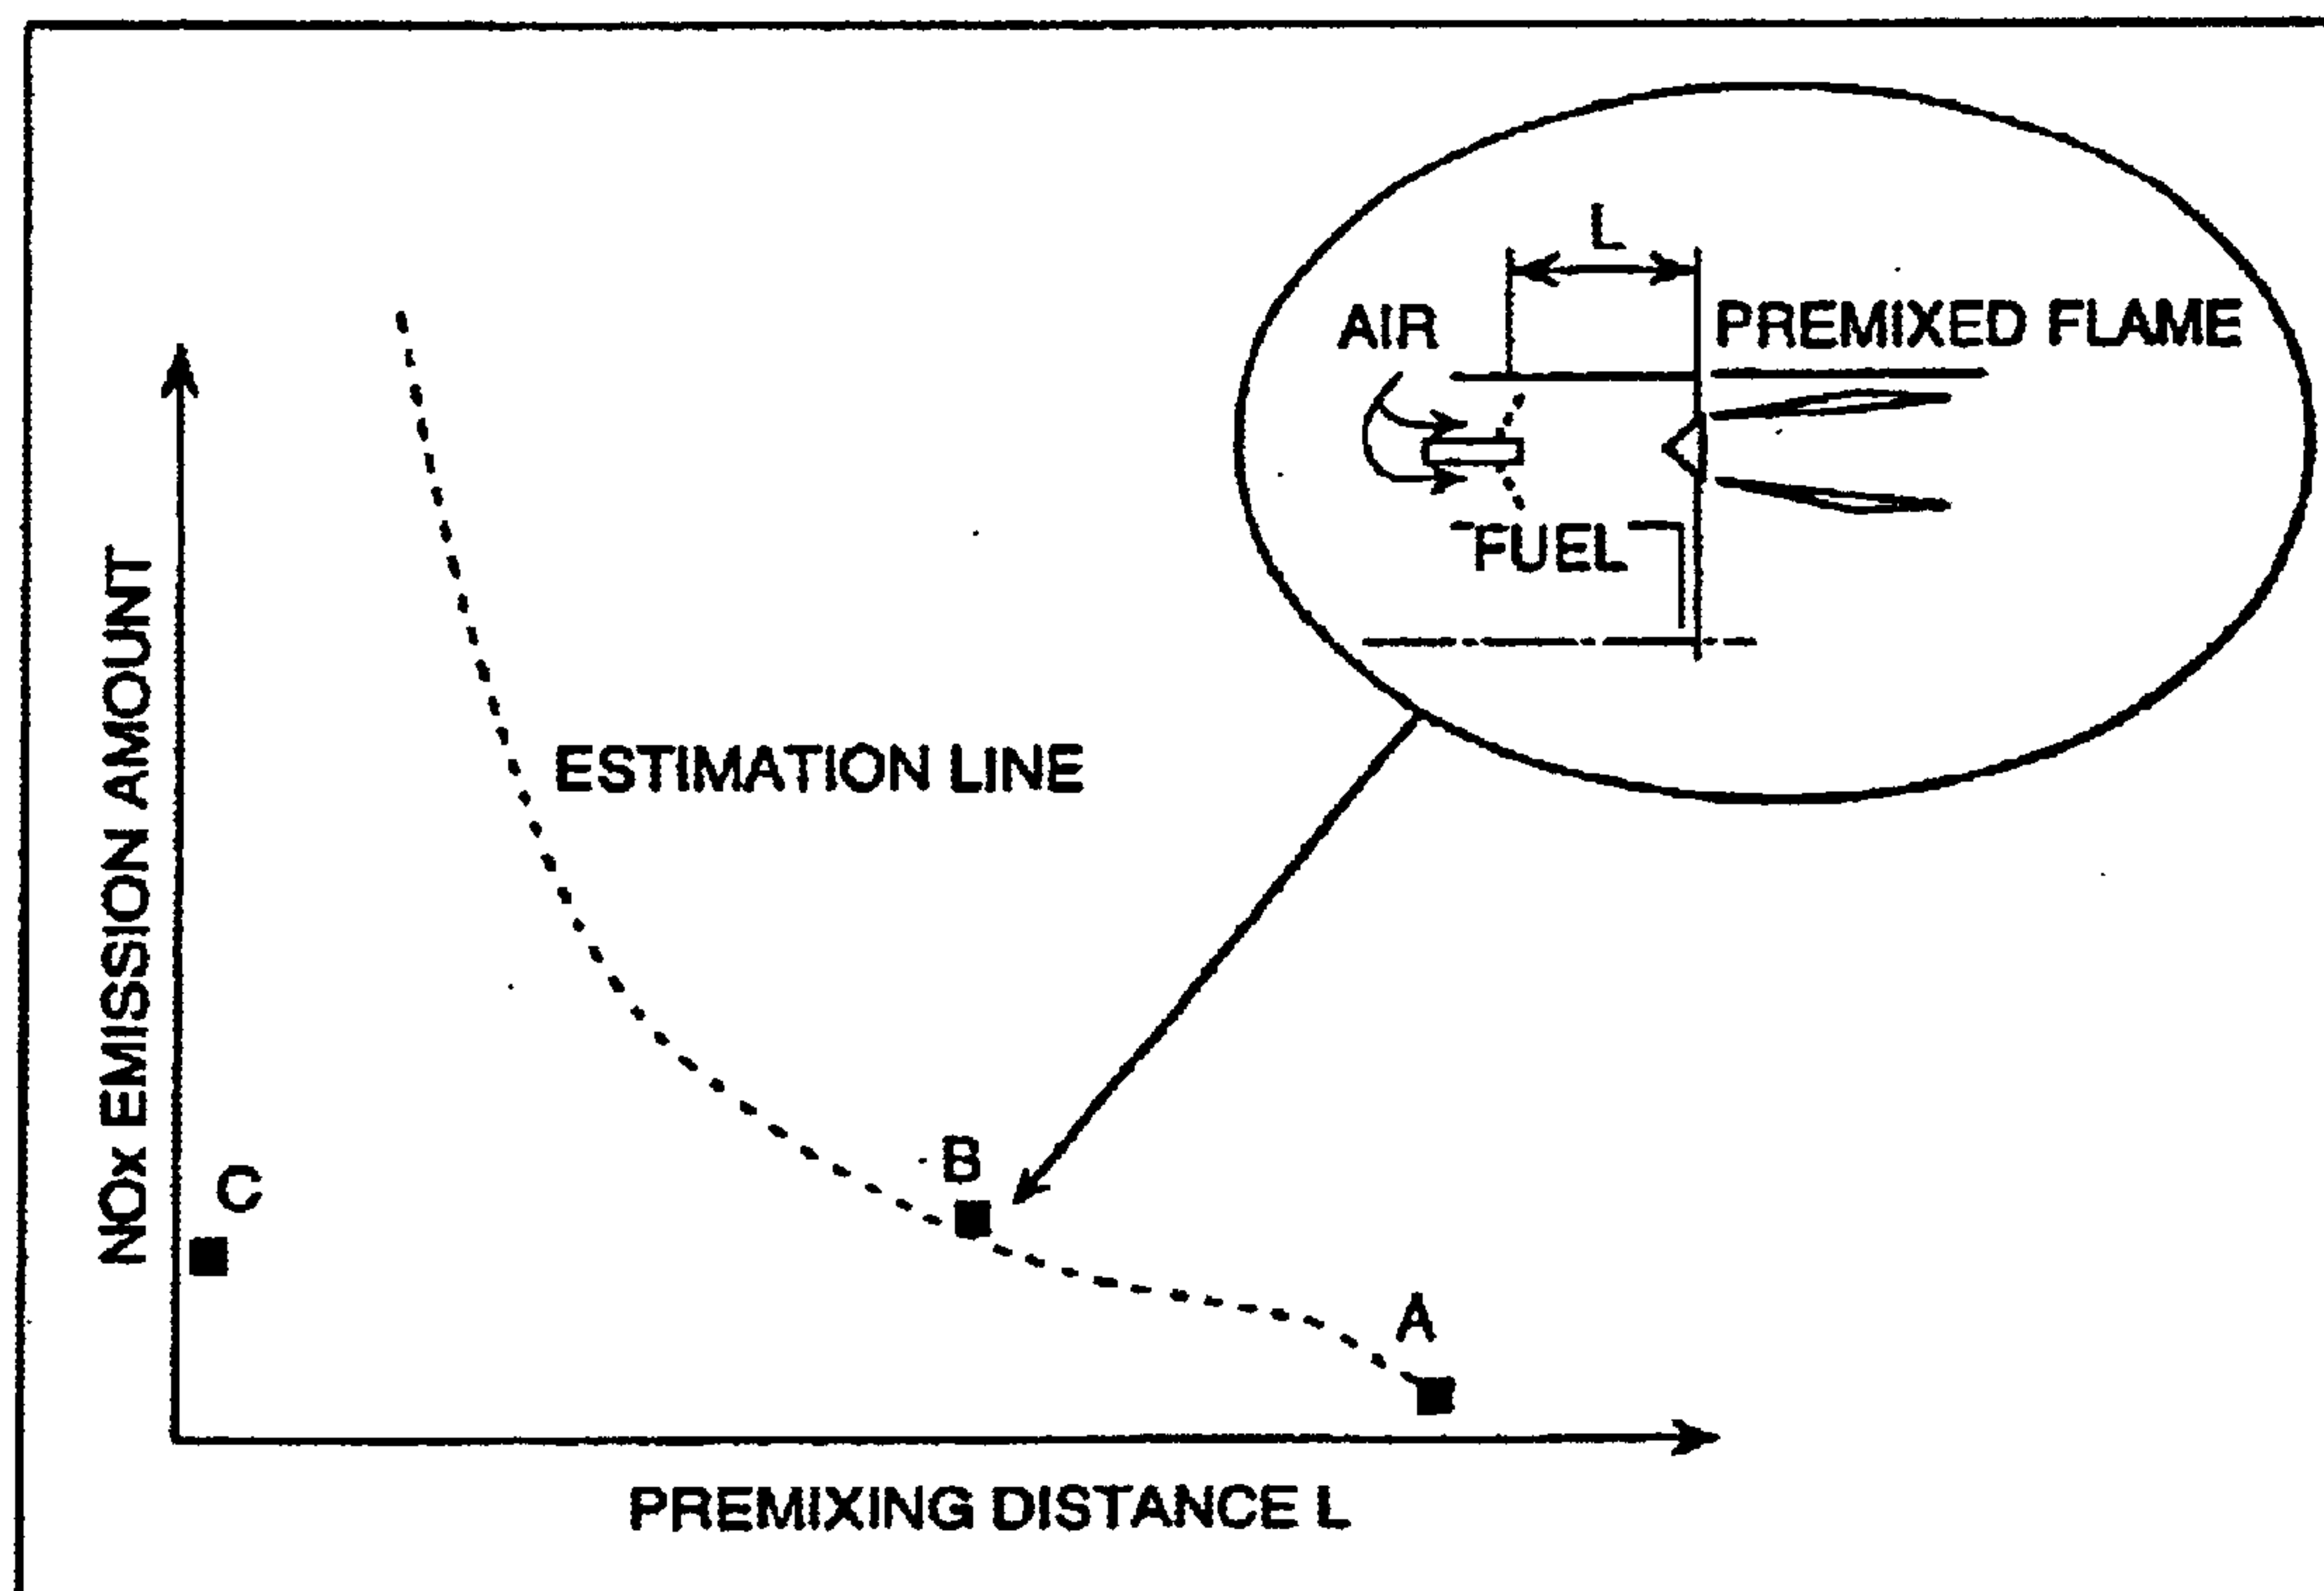 L
AIR
PREMIXED FLAME
FUEL
NOx EMISSION AMOUNT
ESTIMATION LINE
C
B
A
PREMIXING DISTANCE L